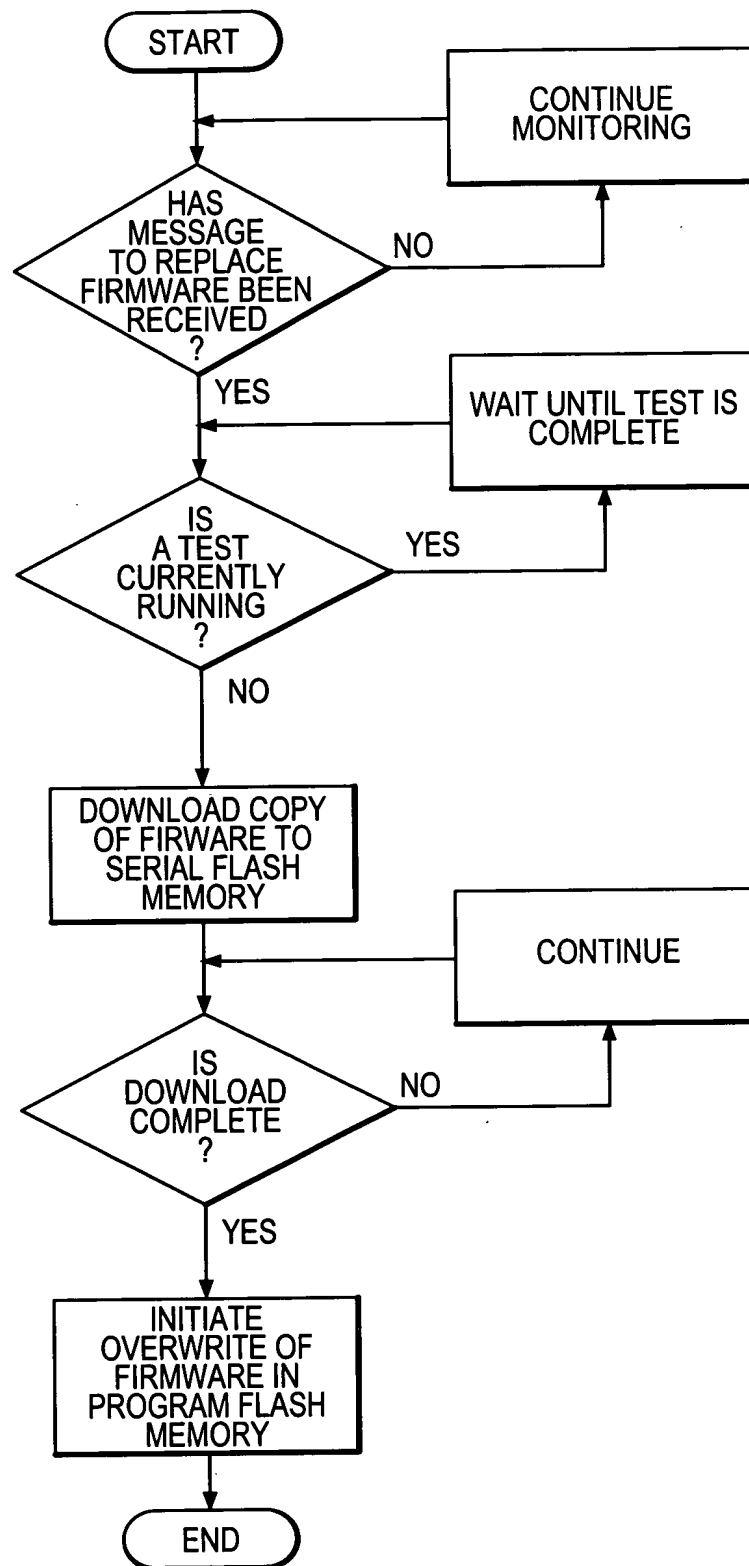 START
CONTINUE
MONITORING
HAS
MESSAGE
TO REPLACE
FIRMWARE BEEN
RECEIVED
?
NO
YES
WAIT UNTIL TEST IS
COMPLETE
IS
A TEST
CURRENTLY
RUNNING
?
YES
NO
DOWNLOAD COPY
OF FIRWARE TO
SERIAL FLASH
MEMORY
CONTINUE
IS
DOWNLOAD
COMPLETE
?
NO
YES
INITIATE
OVERWRITE OF
FIRMWARE IN
PROGRAM FLASH
MEMORY
END